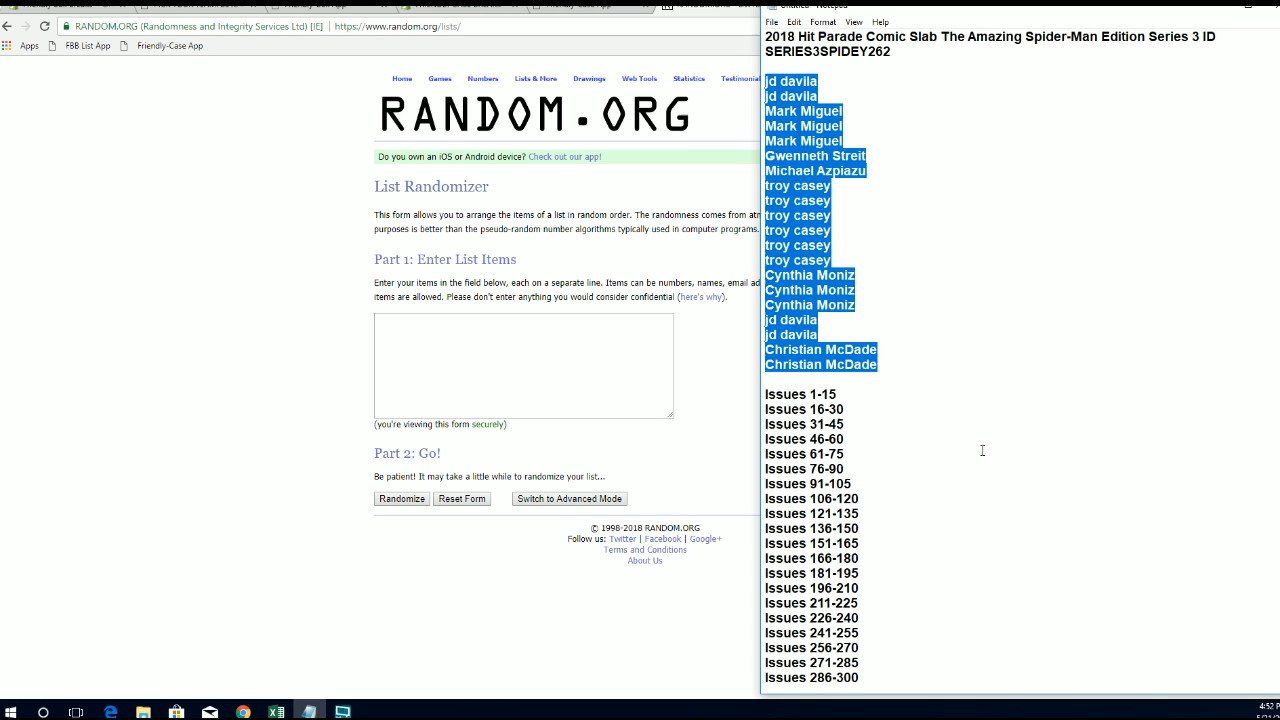 RANDOM.ORG (Randomness and Integrity Services Ltd) [IE] https://www.random.org/lists/
Apps FBB List App Friendly-Case App
Home Games Numbers Lists & More Drawings Web Tools Statistics Testimonia
RANDOM.ORG
Do you own an iOS or Android device? Check out our app!
List Randomizer
This form allows you to arrange the items of a list in random order. The randomness comes from atm
purposes is better than the pseudo-random number algorithms typically used in computer programs.
Part 1: Enter List Items
Enter your items in the field below, each on a separate line. Items can be numbers, names, email ad
items are allowed. Please don't enter anything you would consider confidential (here's why).
(you're viewing this form securely)
Part 2: Go!
Be patient! It may take a little while to randomize your list...
Randomize Reset Form Switch to Advanced Mode
© 1998-2018 RANDOM.ORG
Follow us: Twitter | Facebook | Google+
Terms and Conditions
About Us
File Edit Format View Help
2018 Hit Parade Comic Slab The Amazing Spider-Man Edition Series 3 ID
SERIES3SPIDEY262
jd davila
jd davila
Mark Miguel
Mark Miguel
Mark Miguel
Gwenneth Streit
Michael Azpiazu
troy casey
troy casey
troy casey
troy casey
troy casey
troy casey
Cynthia Moniz
Cynthia Moniz
Cynthia Moniz
jd davila
jd davila
Christian McDade
Christian McDade
Issues 1-15
Issues 16-30
Issues 31-45
Issues 46-60
Issues 61-75
Issues 76-90
Issues 91-105
Issues 106-120
Issues 121-135
Issues 136-150
Issues 151-165
Issues 166-180
Issues 181-195
Issues 196-210
Issues 211-225
Issues 226-240
Issues 241-255
Issues 256-270
Issues 271-285
Issues 286-300
4:52 P